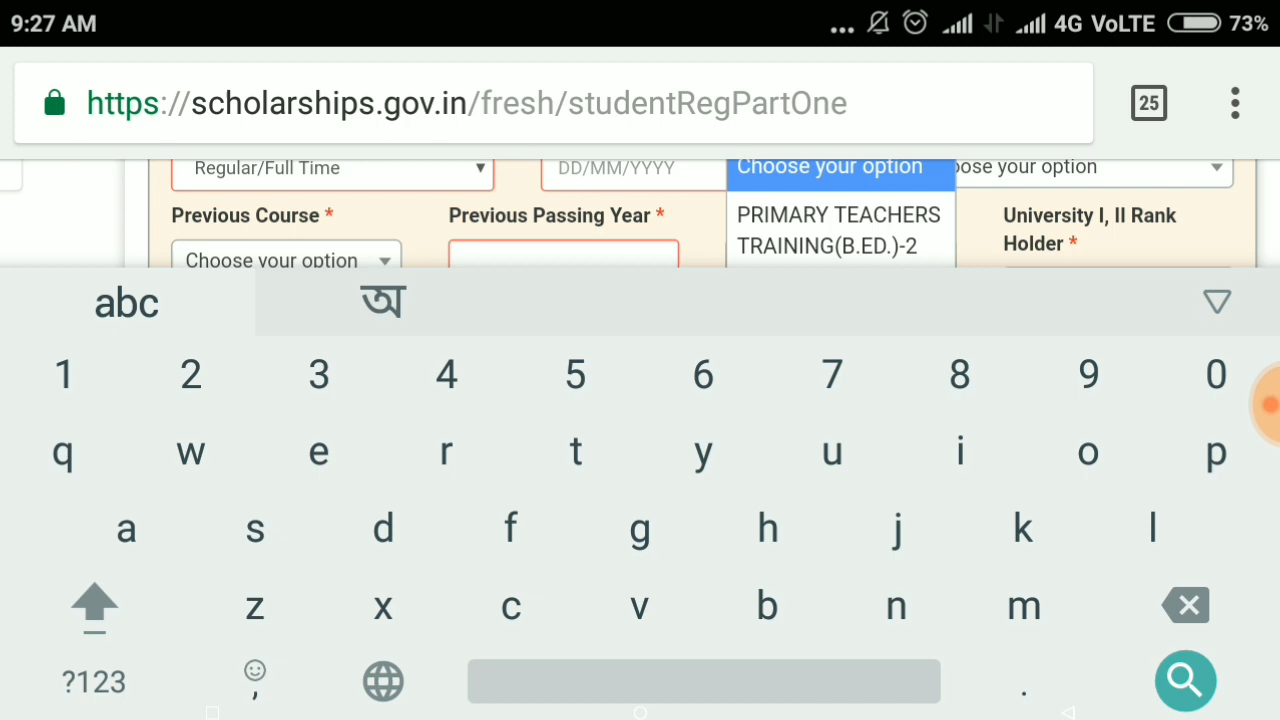 9:27 AM
4G VoLTE 73%
https://scholarships.gov.in/fresh/studentRegPartOne
25
Regular/Full Time
DD/MM/YYYY
Choose your option
ose your option
Previous Course *
Previous Passing Year *
PRIMARY TEACHERS
TRAINING(B.ED.)-2
University I, II Rank
Holder *
Choose your option
abc অ
1 2 3 4 5 6 7 8 9 0
q w e r t y u i o p
a s d f g h j k l
z x c v b n m
?123 , .